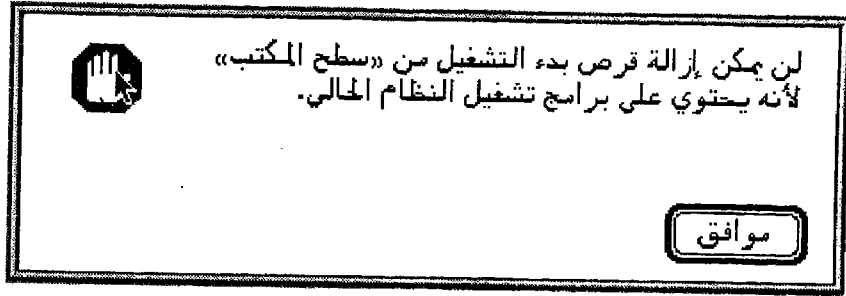 لن يمكن إزالة قرص بدء التشغيل من «سطح المكتب»
لأنه يحتوي على برامج تشغيل النظام الحالي.
موافق